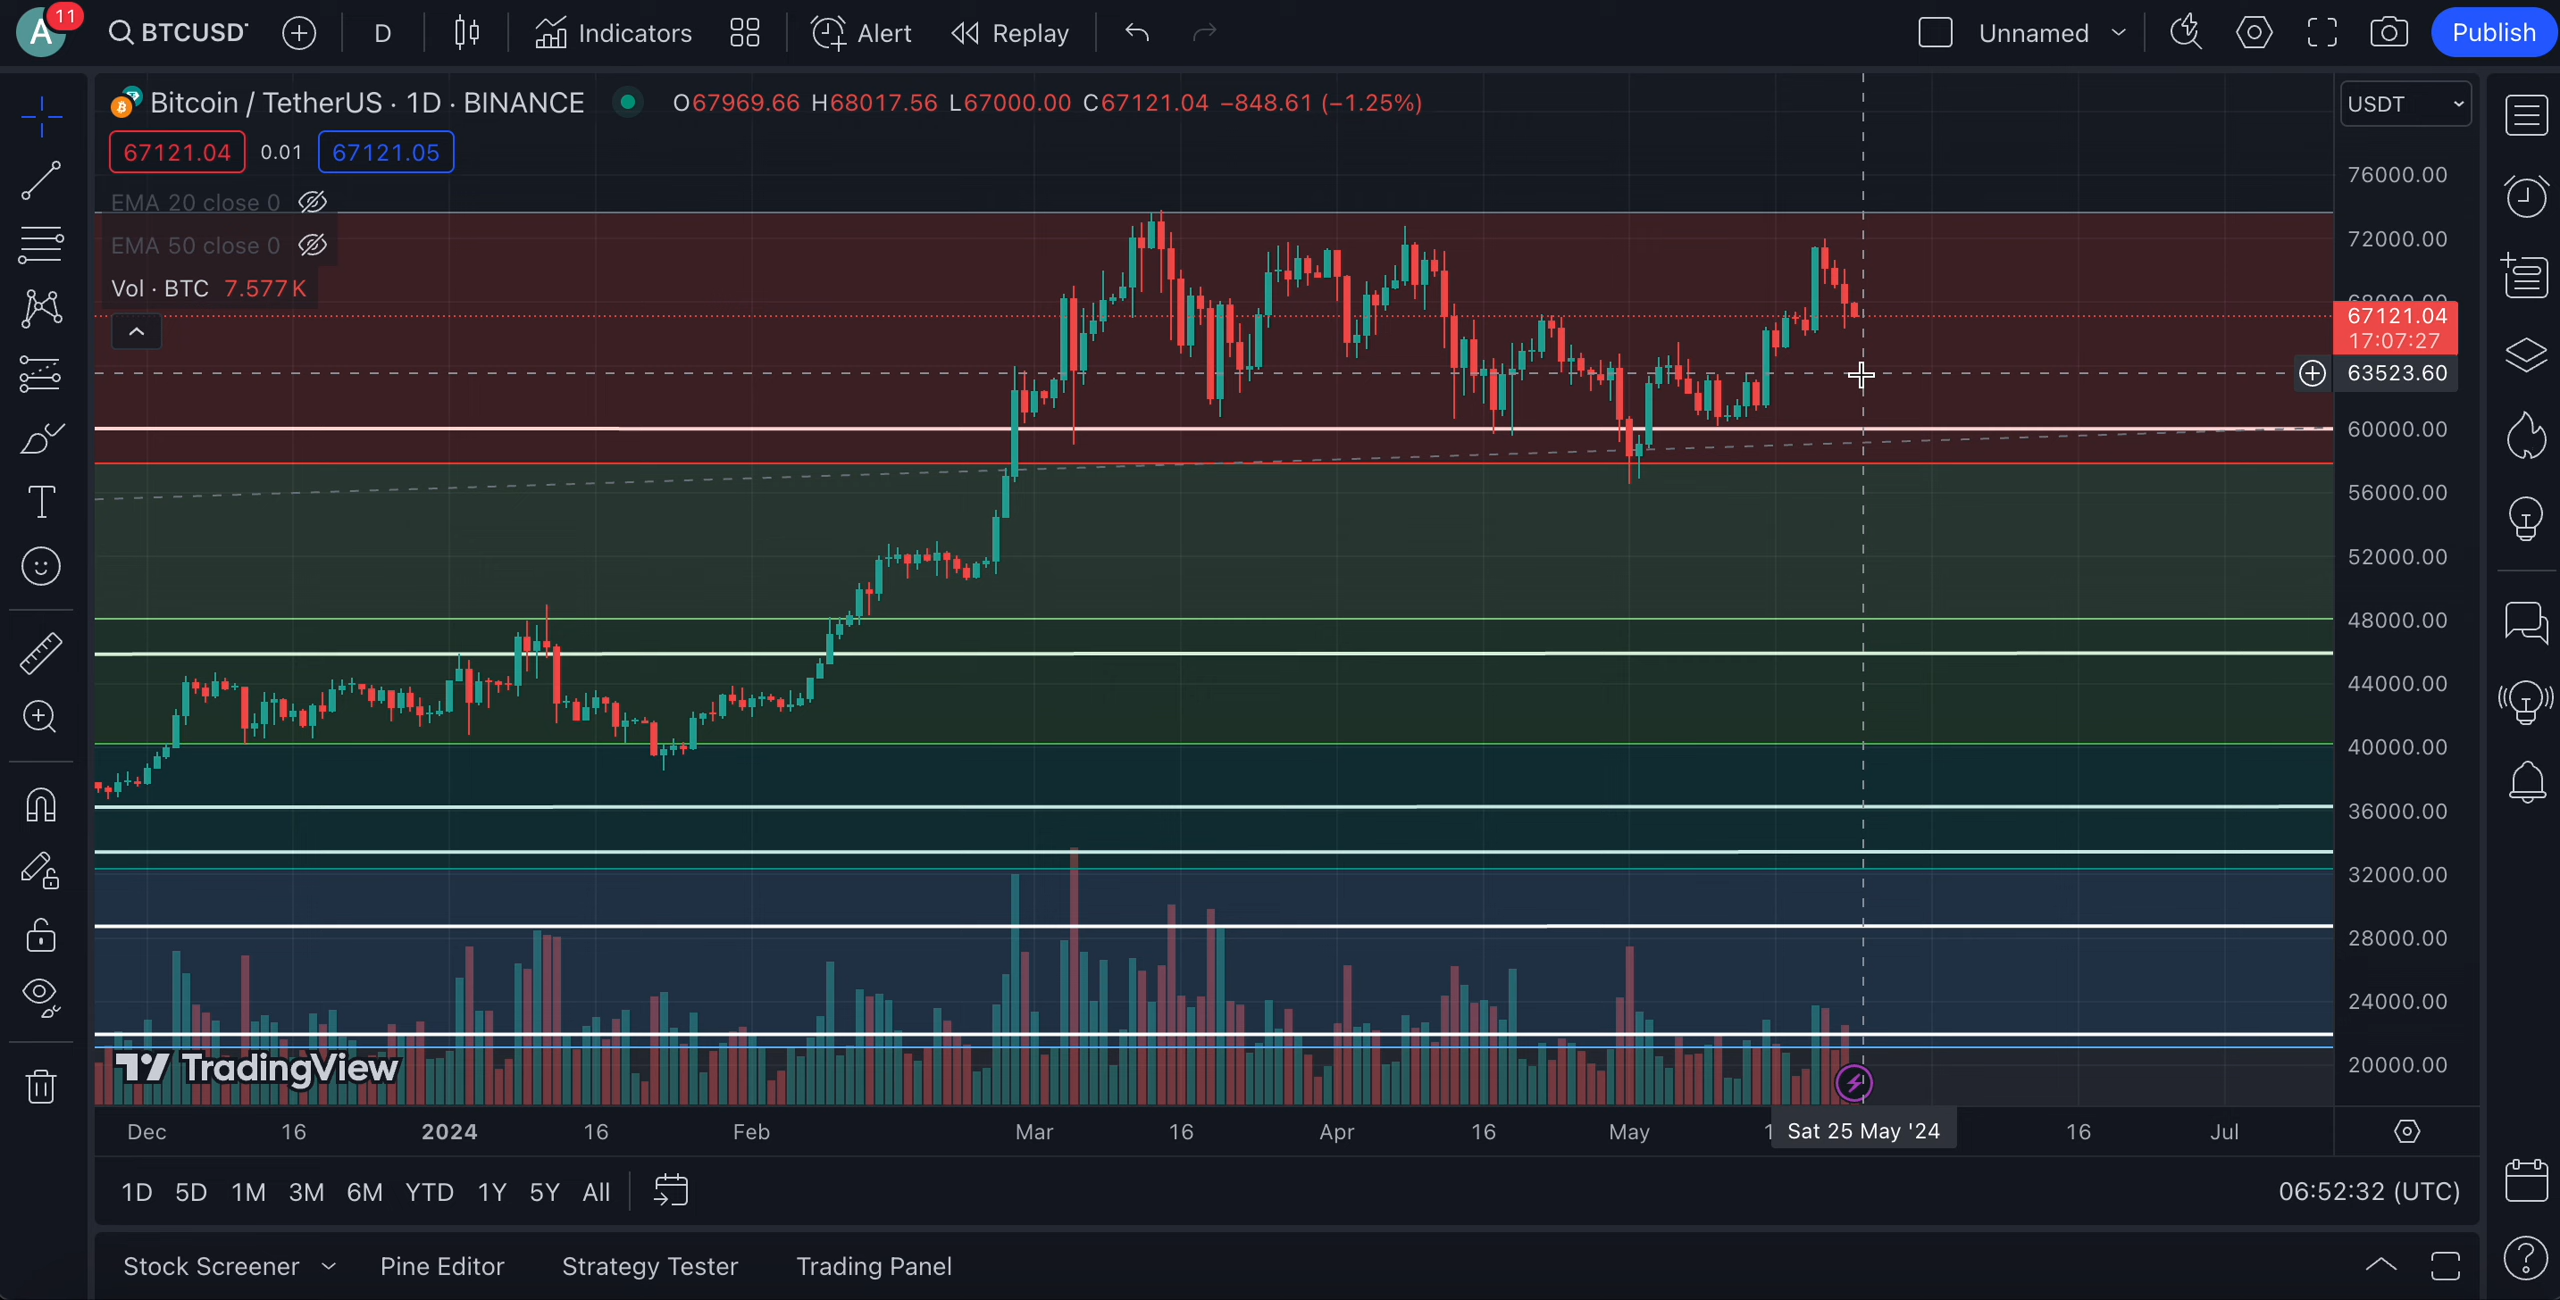 A 11 BTCUSD D Indicators Alert Replay Unnamed Publish
Bitcoin / TetherUS · 1D · BINANCE O67969.66 H68017.56 L67000.00 C67121.04 −848.61 (−1.25%)
USDT
67121.04 0.01 67121.05
EMA 20 close 0
EMA 50 close 0
Vol · BTC 7.577K
76000.00
72000.00
68000.00
67121.04
17:07:27
63523.60
60000.00
56000.00
52000.00
48000.00
44000.00
40000.00
36000.00
32000.00
28000.00
24000.00
20000.00
TradingView
Dec 16 2024 16 Feb Mar 16 Apr 16 May Sat 25 May '24 16 Jul
1D 5D 1M 3M 6M YTD 1Y 5Y All 06:52:32 (UTC)
Stock Screener Pine Editor Strategy Tester Trading Panel